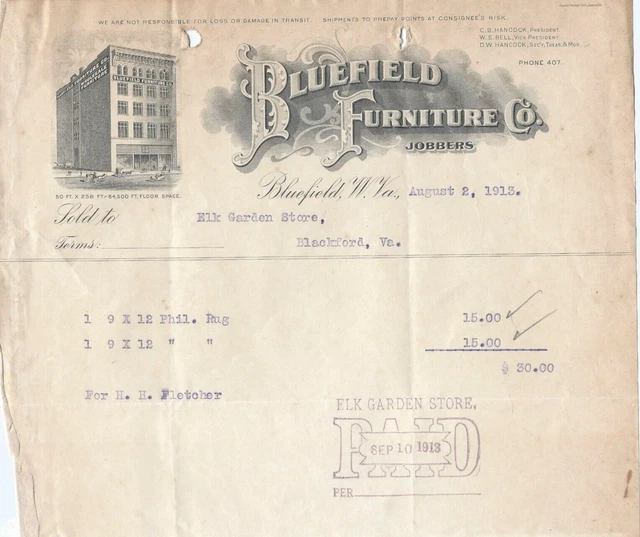 WE ARE NOT RESPONSIBLE FOR LOSS OR DAMAGE IN TRANSIT. SHIPMENTS TO PREPAY POINTS AT CONSIGNEE'S RISK.
C. B. HANCOCK, President
W. S. BELL, Vice President
D. W. HANCOCK, Sec'y, Treas. & Mgr.
PHONE 407.
BLUEFIELD FURNITURE CO.
BLUEFIELD
FURNITURE CO.
JOBBERS
50 FT. X 258 FT.-64,500 FT. FLOOR SPACE.
Bluefield, W. Va., August 2, 1913.
Sold to Elk Garden Store,
Terms: Blackford, Va.
1 9 X 12 Phil. Rug 15.00
1 9 X 12 " " 15.00
$ 30.00
For H. H. Fletcher
ELK GARDEN STORE,
PAID
SEP 10 1913
PER